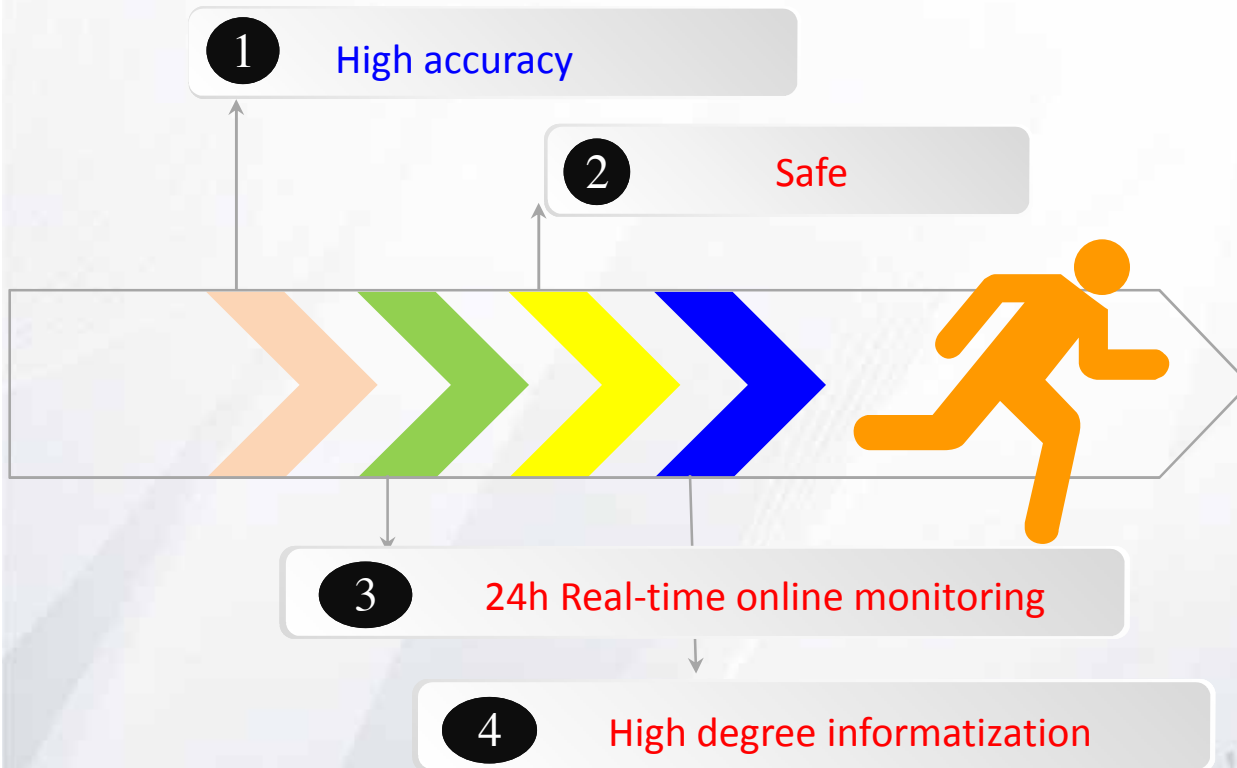 1 High accuracy
2 Safe
3 24h Real-time online monitoring
4 High degree informatization